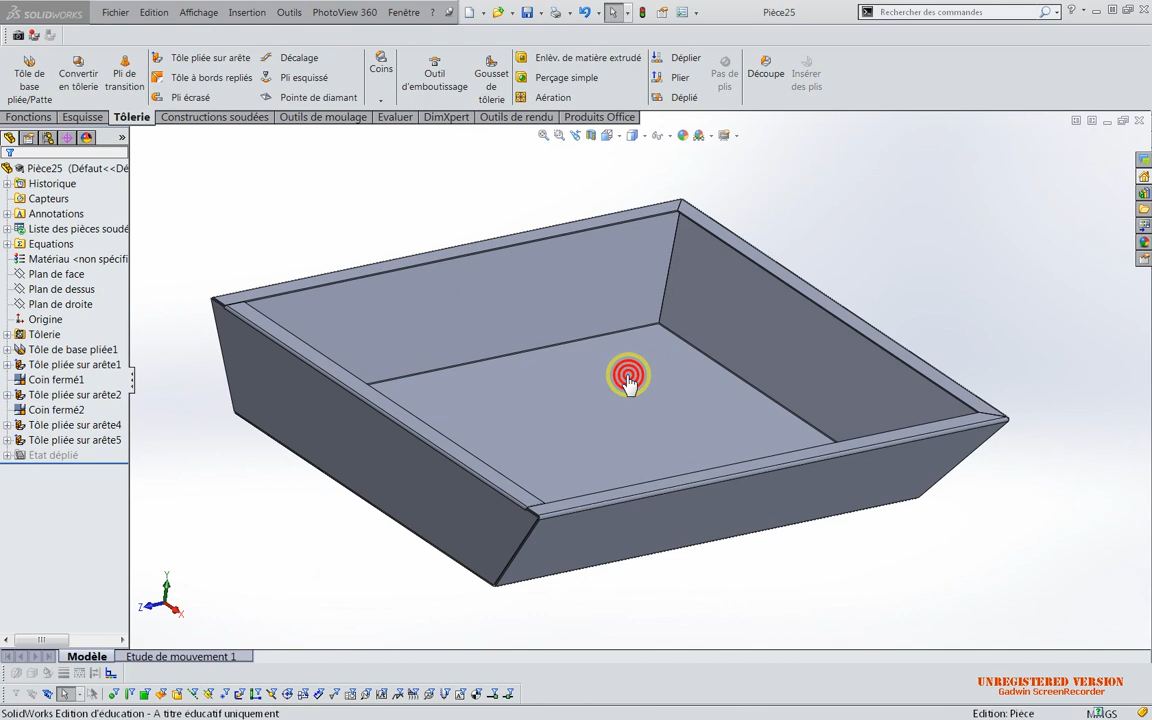 SOLIDWORKS
Fichier Edition Affichage Insertion Outils PhotoView 360 Fenêtre ? Pièce25 Rechercher des commandes
Tôle de base pliée/Patte
Convertir en tôlerie
Pli de transition
Tôle pliée sur arête
Tôle à bords repliés
Pli écrasé
Décalage
Pli esquissé
Pointe de diamant
Coins
Outil d'emboutissage
Gousset de tôlerie
Enlèv. de matière extrudé
Perçage simple
Aération
Déplier
Plier
Déplié
Pas de plis
Découpe
Insérer des plis
Fonctions Esquisse Tôlerie Constructions soudées Outils de moulage Evaluer DimXpert Outils de rendu Produits Office
Pièce25 (Défaut<<Dé
Historique
Capteurs
Annotations
Liste des pièces soudé
Equations
Matériau <non spécifi
Plan de face
Plan de dessus
Plan de droite
Origine
Tôlerie
Tôle de base pliée1
Tôle pliée sur arête1
Coin fermé1
Tôle pliée sur arête2
Coin fermé2
Tôle pliée sur arête4
Tôle pliée sur arête5
Etat déplié
Y
Z
X
Modèle Etude de mouvement 1
UNREGISTERED VERSION
Gadwin ScreenRecorder
SolidWorks Edition d'éducation - A titre éducatif uniquement Edition: Pièce